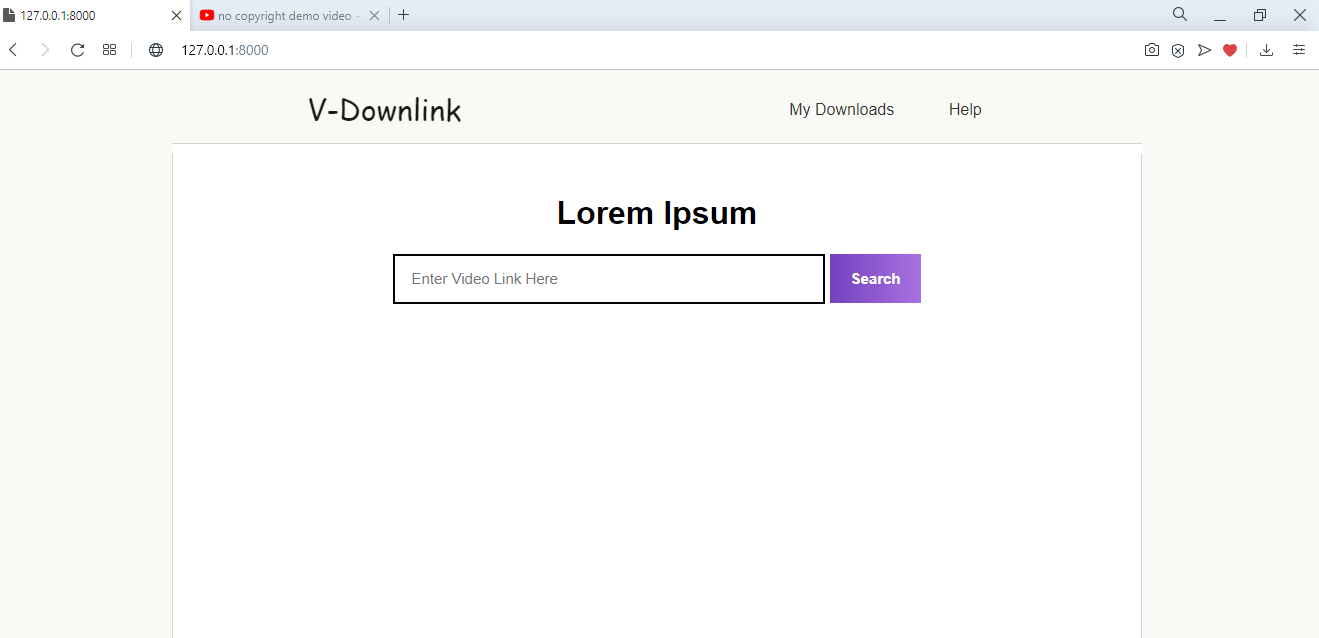 127.0.0.1:8000
no copyright demo video -
127.0.0.1:8000
V-Downlink
My Downloads
Help
Lorem Ipsum
Enter Video Link Here
Search